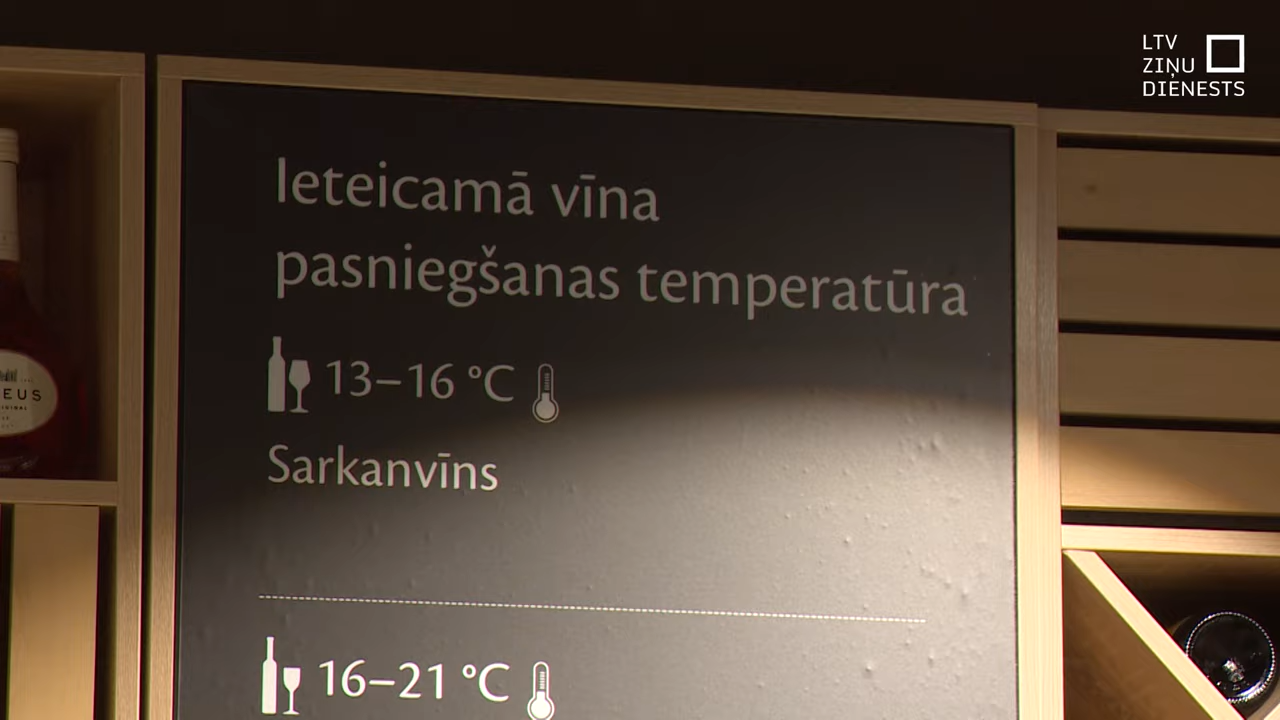 LTV
ZIŅU
DIENESTS
Ieteicamā vīna
pasniegšanas temperatūra
13–16 °C
Sarkanvīns
16–21 °C